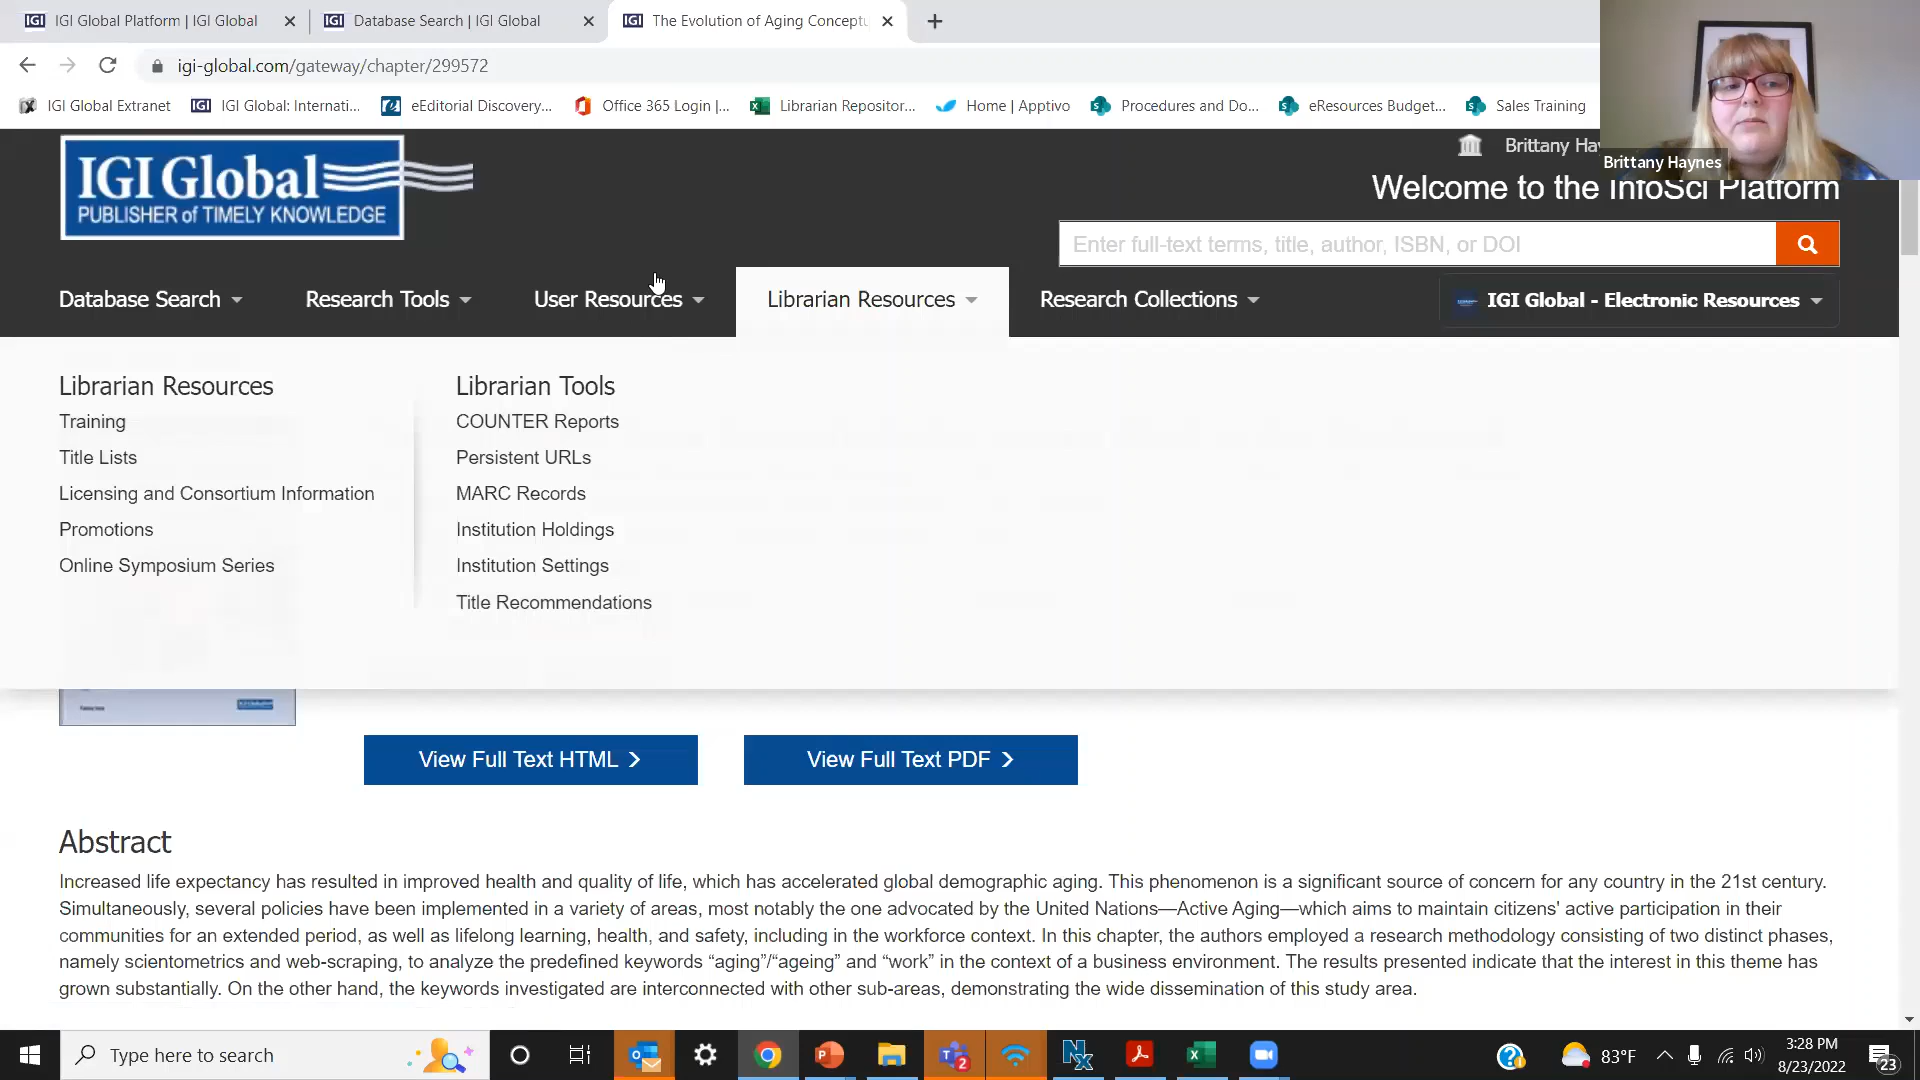 IGI Global Platform | IGI Global
Database Search | IGI Global
The Evolution of Aging Conceptu
igi-global.com/gateway/chapter/299572
IGI Global Extranet
IGI Global: Internati...
eEditorial Discovery...
Office 365 Login |...
Librarian Repositor...
Home | Apptivo
Procedures and Do...
eResources Budget...
Sales Training
IGI Global
PUBLISHER of TIMELY KNOWLEDGE
Brittany Hay
Brittany Haynes
Welcome to the InfoSci Platform
Enter full-text terms, title, author, ISBN, or DOI
Database Search
Research Tools
User Resources
Librarian Resources
Research Collections
IGI Global - Electronic Resources
Librarian Resources
Training
Title Lists
Licensing and Consortium Information
Promotions
Online Symposium Series
Librarian Tools
COUNTER Reports
Persistent URLs
MARC Records
Institution Holdings
Institution Settings
Title Recommendations
View Full Text HTML
View Full Text PDF
Abstract
Increased life expectancy has resulted in improved health and quality of life, which has accelerated global demographic aging. This phenomenon is a significant source of concern for any country in the 21st century.
Simultaneously, several policies have been implemented in a variety of areas, most notably the one advocated by the United Nations—Active Aging—which aims to maintain citizens' active participation in their
communities for an extended period, as well as lifelong learning, health, and safety, including in the workforce context. In this chapter, the authors employed a research methodology consisting of two distinct phases,
namely scientometrics and web-scraping, to analyze the predefined keywords “aging”/“ageing” and “work” in the context of a business environment. The results presented indicate that the interest in this theme has
grown substantially. On the other hand, the keywords investigated are interconnected with other sub-areas, demonstrating the wide dissemination of this study area.
Type here to search
83°F
3:28 PM
8/23/2022
23